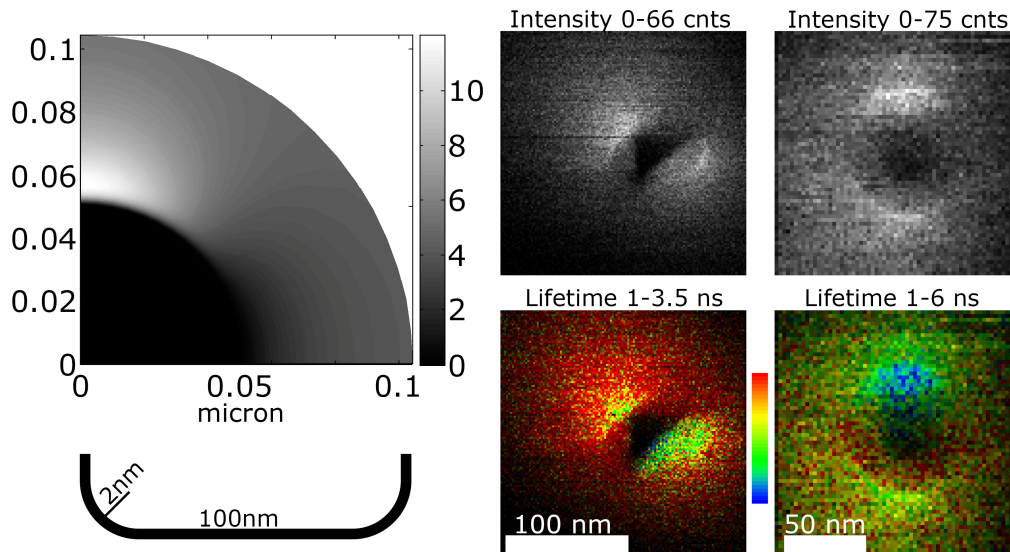 0.1
0.08
0.06
0.04
0.02
0
0
0.05
0.1
micron
10
8
6
4
2
0
2nm
100nm
Intensity 0-66 cnts
Intensity 0-75 cnts
Lifetime 1-3.5 ns
Lifetime 1-6 ns
100 nm
50 nm